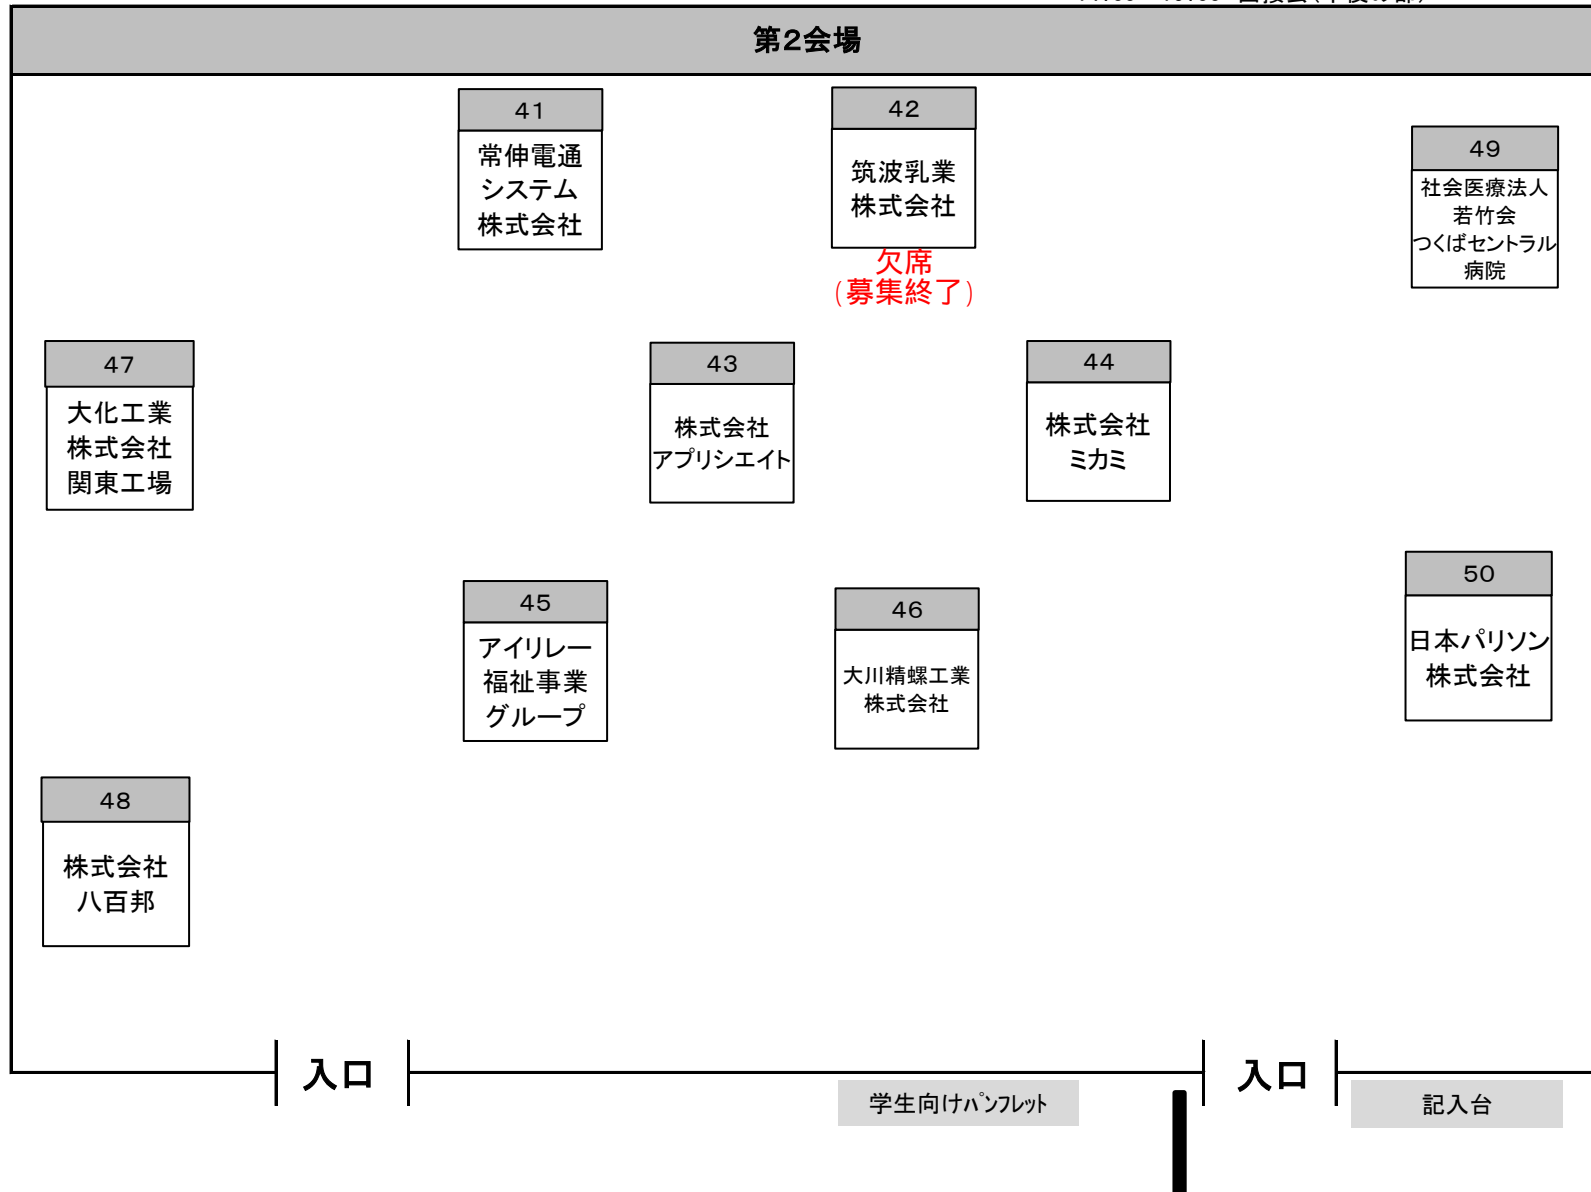 第2会場
41
常伸電通
システム
株式会社
42
筑波乳業
株式会社
欠席
(募集終了)
49
社会医療法人
若竹会
つくばセントラル
病院
47
大化工業
株式会社
関東工場
43
株式会社
アプリシエイト
44
株式会社
ミカミ
45
アイリレー
福祉事業
グループ
46
大川精螺工業
株式会社
50
日本パリソン
株式会社
48
株式会社
八百邦
入口
入口
学生向けパンフレット
記入台